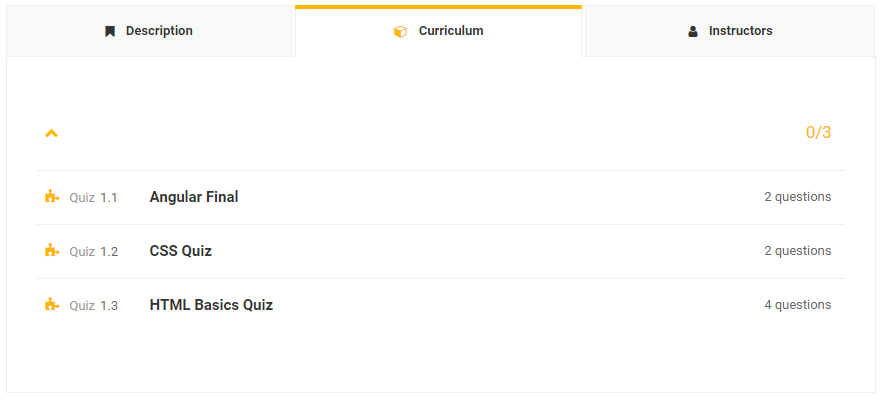 Description Curriculum Instructors
0/3
Quiz 1.1 Angular Final 2 questions
Quiz 1.2 CSS Quiz 2 questions
Quiz 1.3 HTML Basics Quiz 4 questions